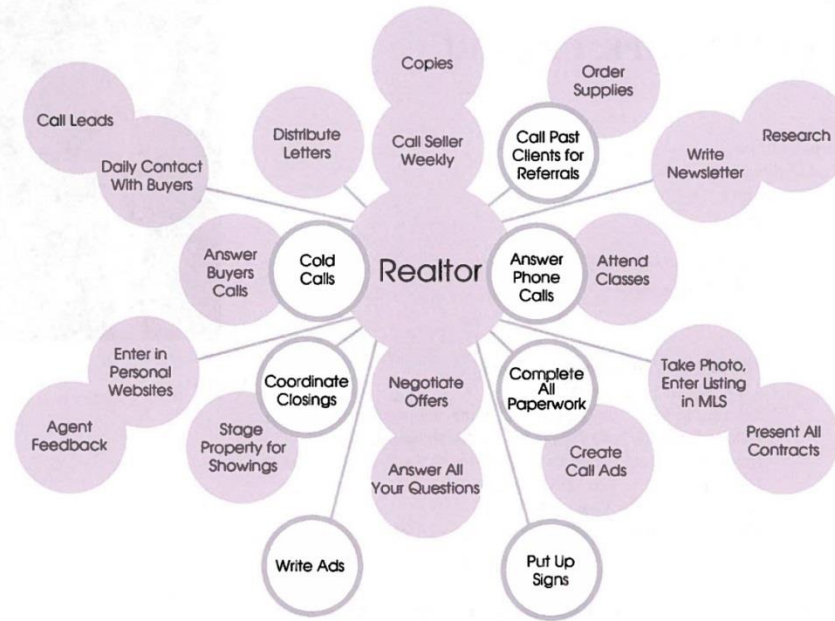 Copies
Order
Supplies
Call Leads
Distribute
Letters
Call Seller
Weekly
Call Past
Clients for
Referrals
Research
Daily Contact
With Buyers
Write
Newsletter
Answer
Buyers
Calls
Cold
Calls
Realtor
Answer
Phone
Calls
Attend
Classes
Enter in
Personal
Websites
Coordinate
Closings
Negotiate
Offers
Complete
All
Paperwork
Take Photo,
Enter Listing
in MLS
Agent
Feedback
Stage
Property for
Showings
Answer All
Your Questions
Create
Call Ads
Present All
Contracts
Write Ads
Put Up
Signs